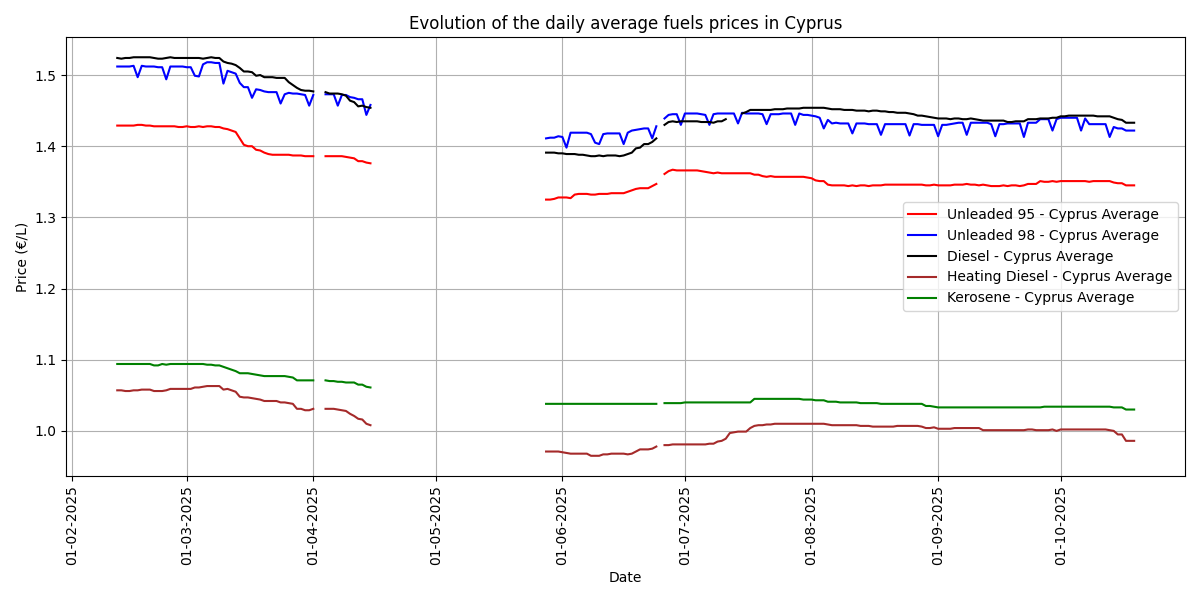 Evolution of the daily average fuels prices in Cyprus
Price (€/L)
1.5
1.4
1.3
1.2
1.1
1.0
Unleaded 95 - Cyprus Average
Unleaded 98 - Cyprus Average
Diesel - Cyprus Average
Heating Diesel - Cyprus Average
Kerosene - Cyprus Average
01-02-2025
01-03-2025
01-04-2025
01-05-2025
01-06-2025
01-07-2025
01-08-2025
01-09-2025
01-10-2025
Date